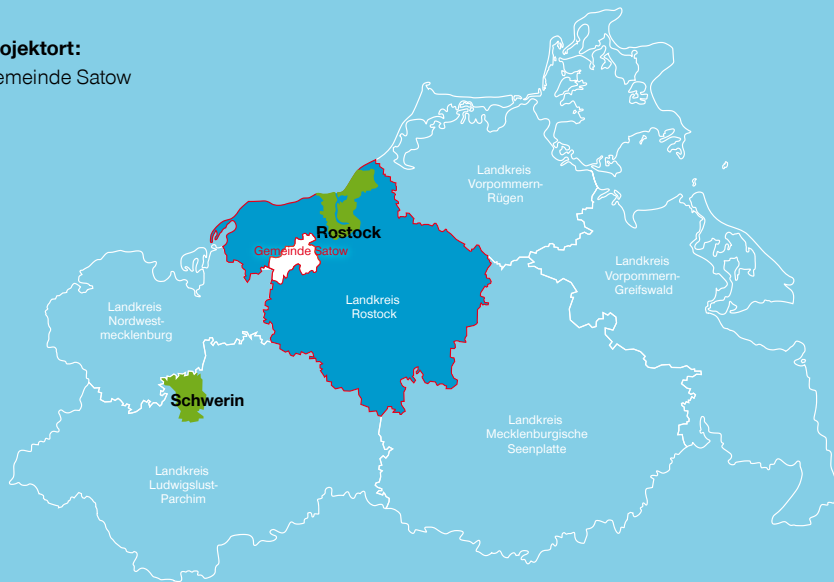 ojektort:
emeinde Satow
Landkreis
Vorpommern-
Rügen
Rostock
Gemeinde Satow
Landkreis
Vorpommern-
Greifswald
Landkreis
Rostock
Landkreis
Nordwest-
mecklenburg
Schwerin
Landkreis
Mecklenburgische
Seenplatte
Landkreis
Ludwigslust-
Parchim